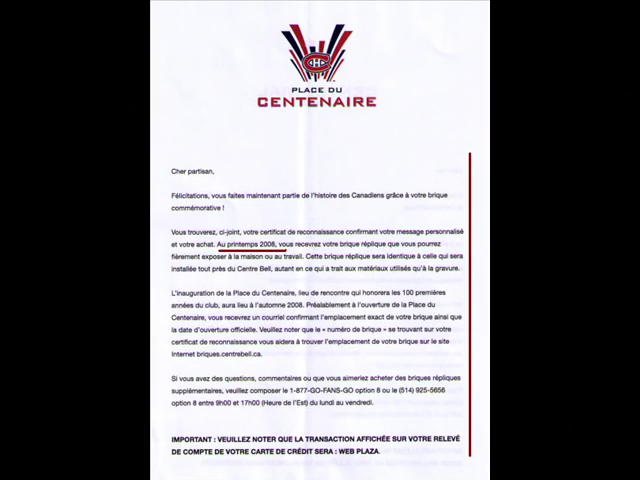 CHC
PLACE DU
CENTENAIRE
Cher partisan,
Félicitations, vous faites maintenant partie de l'histoire des Canadiens grâce à votre brique
commémorative !
Vous trouverez, ci-joint, votre certificat de reconnaissance confirmant votre message personnalisé
et votre achat. Au printemps 2008, vous recevrez votre brique réplique que vous pourrez
fièrement exposer à la maison ou au travail. Cette brique réplique sera identique à celle qui sera
installée tout près du Centre Bell, autant en ce qui a trait aux matériaux utilisés qu'à la gravure.
L'inauguration de la Place du Centenaire, lieu de rencontre qui honorera les 100 premières
années du club, aura lieu à l'automne 2008. Préalablement à l'ouverture de la Place du
Centenaire, vous recevrez un courriel confirmant l'emplacement exact de votre brique ainsi que
la date d'ouverture officielle. Veuillez noter que le « numéro de brique » se trouvant sur votre
certificat de reconnaissance vous aidera à trouver l'emplacement de votre brique sur le site
Internet briques.centrebell.ca.
Si vous avez des questions, commentaires ou que vous aimeriez acheter des briques répliques
supplémentaires, veuillez composer le 1-877-GO-FANS-GO option 8 ou le (514) 925-5656
option 8 entre 9h00 et 17h00 (Heure de l'Est) du lundi au vendredi.
IMPORTANT : VEUILLEZ NOTER QUE LA TRANSACTION AFFICHÉE SUR VOTRE RELEVÉ
DE COMPTE DE VOTRE CARTE DE CRÉDIT SERA : WEB PLAZA.